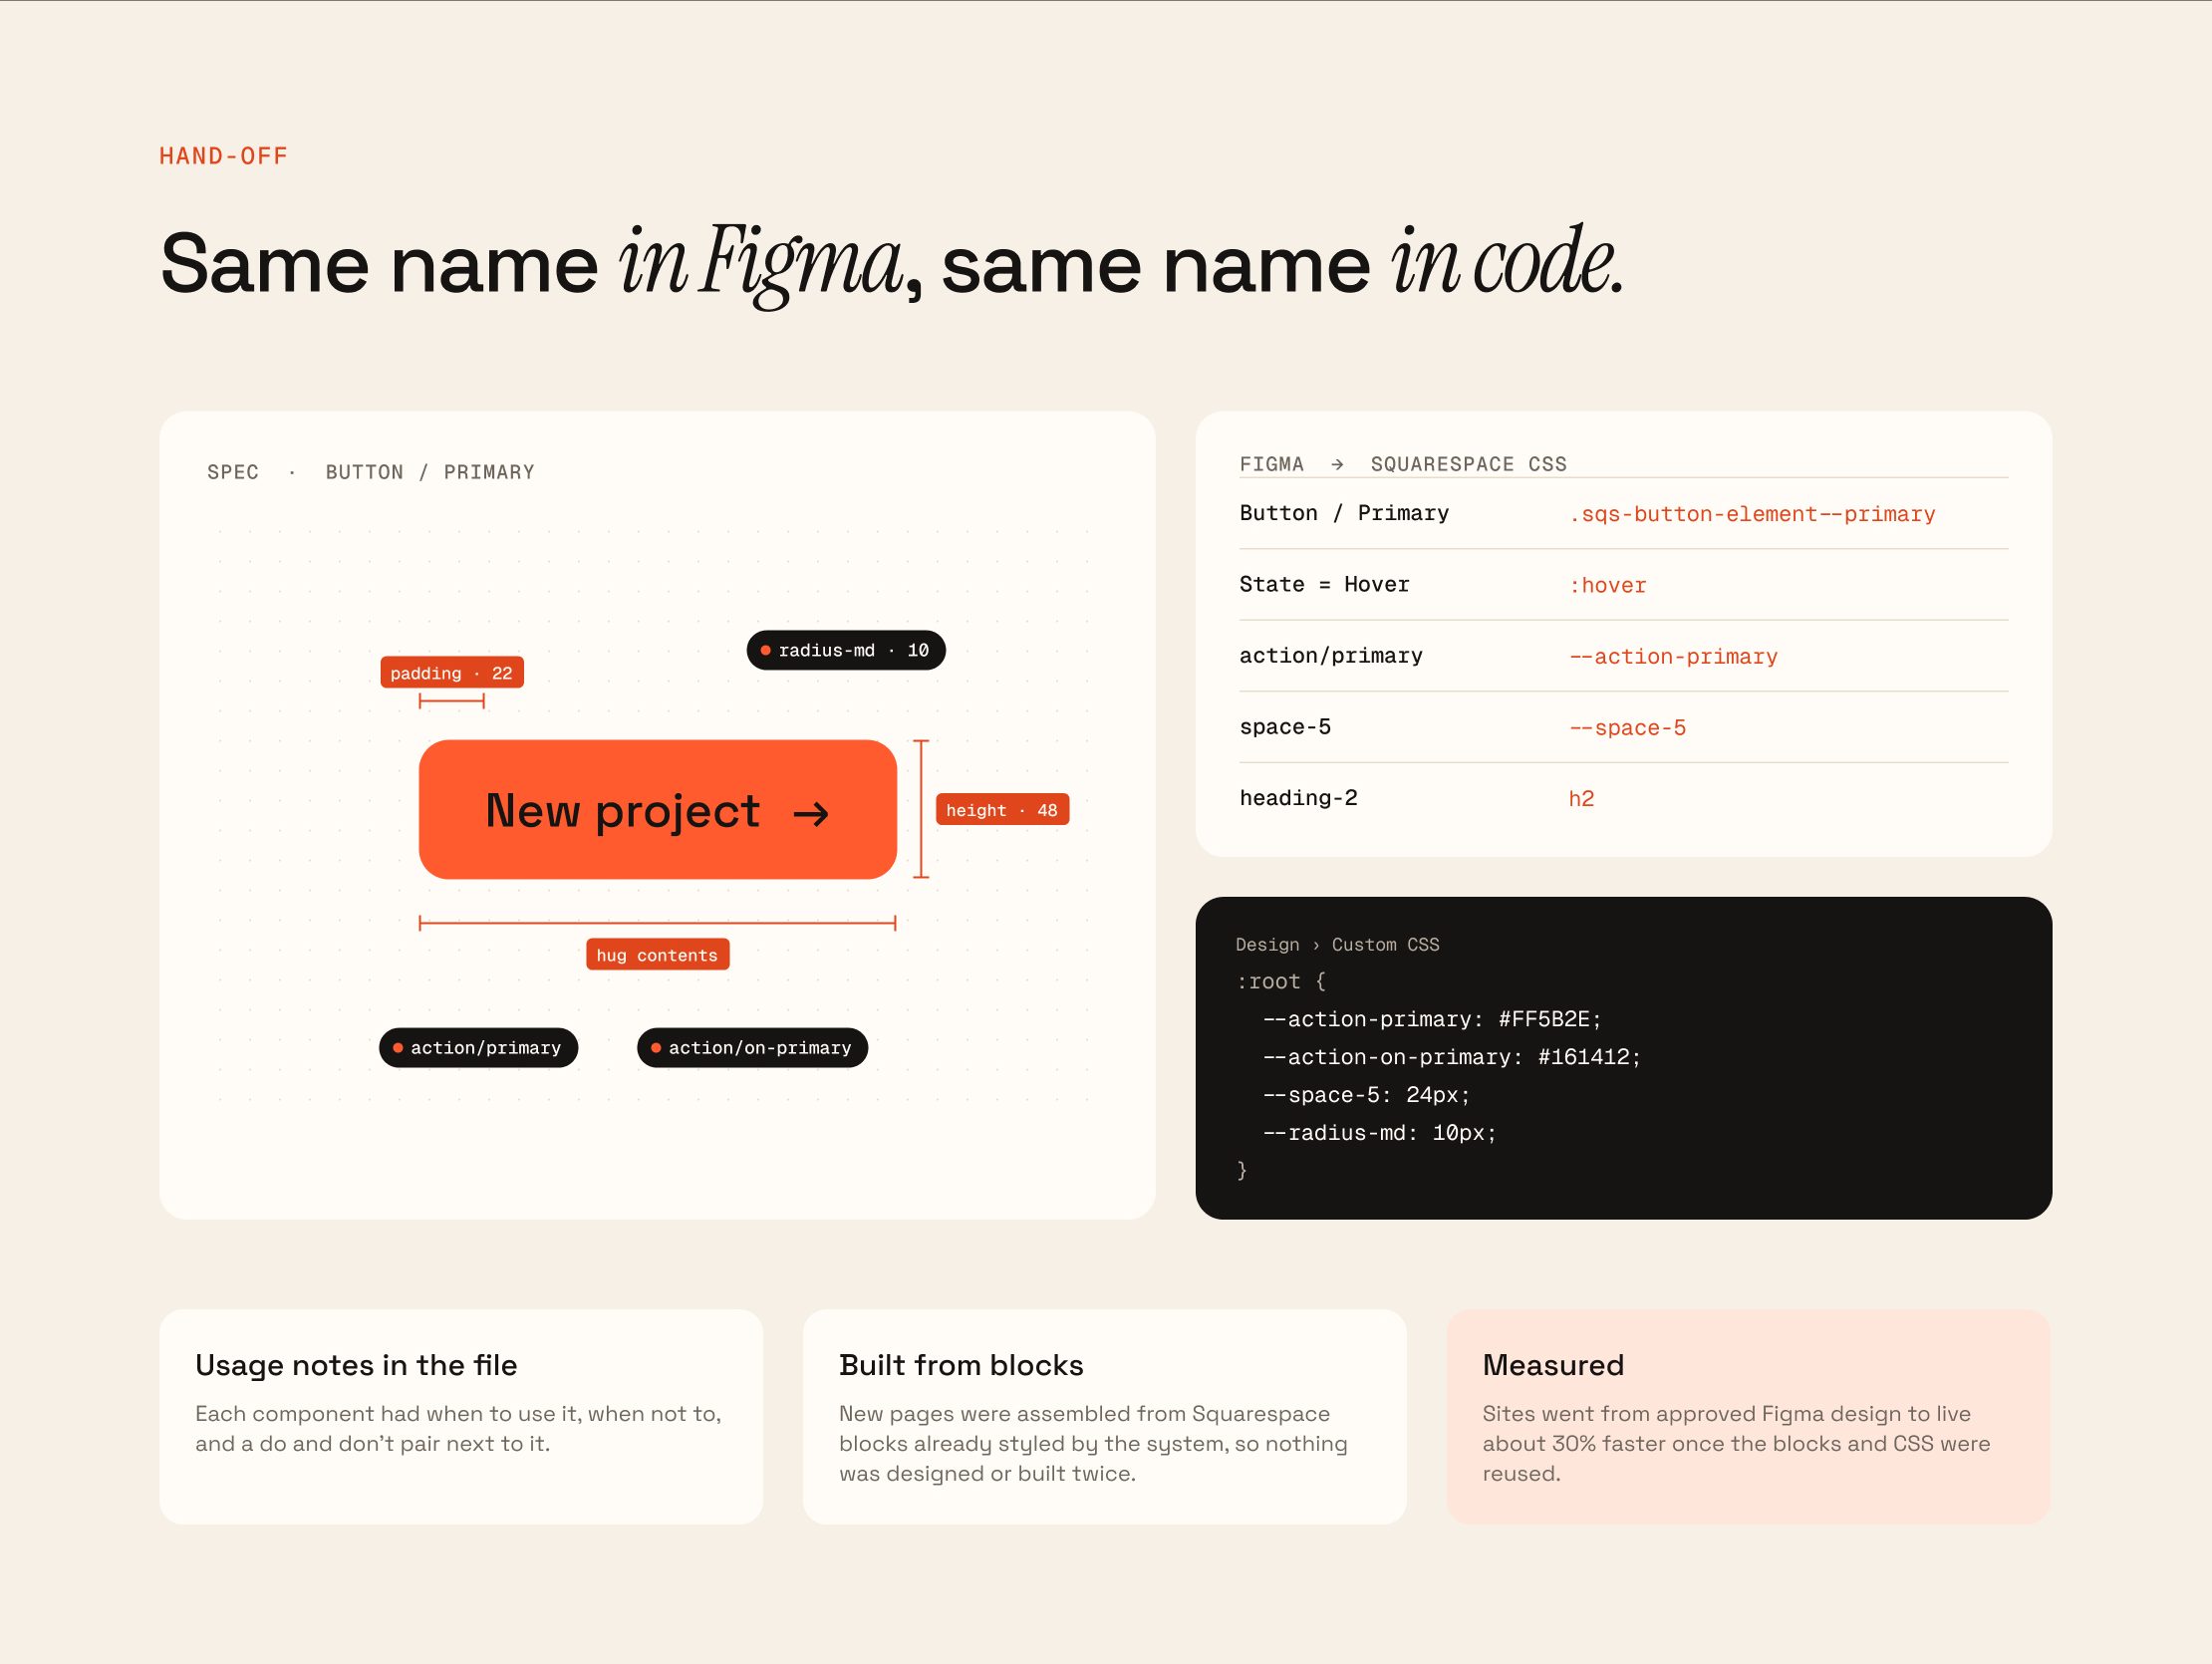 HAND-OFF
Same name in Figma, same name in code.
SPEC · BUTTON / PRIMARY
radius-md · 10
padding · 22
New project →
height · 48
hug contents
action/primary
action/on-primary
FIGMA → SQUARESPACE CSS
Button / Primary .sqs-button-element--primary
State = Hover :hover
action/primary --action-primary
space-5 --space-5
heading-2 h2
Design › Custom CSS
:root {
--action-primary: #FF5B2E;
--action-on-primary: #161412;
--space-5: 24px;
--radius-md: 10px;
}
Usage notes in the file
Each component had when to use it, when not to,
and a do and don’t pair next to it.
Built from blocks
New pages were assembled from Squarespace
blocks already styled by the system, so nothing
was designed or built twice.
Measured
Sites went from approved Figma design to live
about 30% faster once the blocks and CSS were
reused.